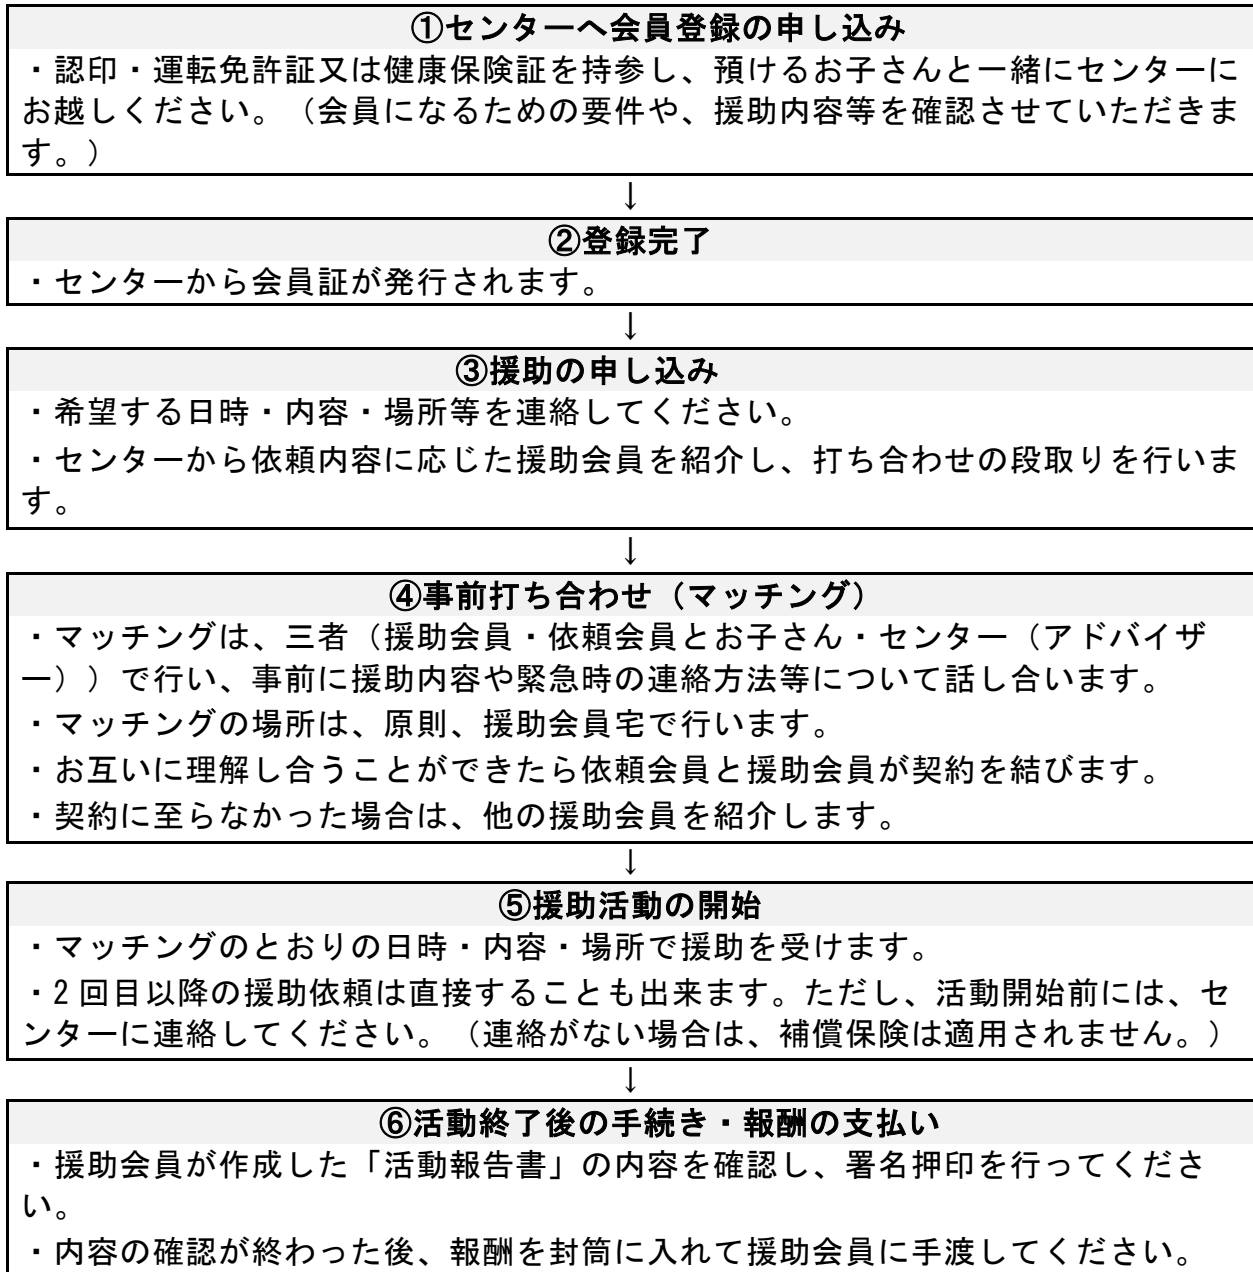 ①センターへ会員登録の申し込み
・認印・運転免許証又は健康保険証を持参し、預けるお子さんと一緒にセンターに
お越しください。（会員になるための要件や、援助内容等を確認させていただきま
す。）
↓
②登録完了
・センターから会員証が発行されます。
↓
③援助の申し込み
・希望する日時・内容・場所等を連絡してください。
・センターから依頼内容に応じた援助会員を紹介し、打ち合わせの段取りを行いま
す。
↓
④事前打ち合わせ（マッチング）
・マッチングは、三者（援助会員・依頼会員とお子さん・センター（アドバイザ
ー））で行い、事前に援助内容や緊急時の連絡方法等について話し合います。
・マッチングの場所は、原則、援助会員宅で行います。
・お互いに理解し合うことができたら依頼会員と援助会員が契約を結びます。
・契約に至らなかった場合は、他の援助会員を紹介します。
↓
⑤援助活動の開始
・マッチングのとおりの日時・内容・場所で援助を受けます。
・2回目以降の援助依頼は直接することも出来ます。ただし、活動開始前には、セ
ンターに連絡してください。（連絡がない場合は、補償保険は適用されません。）
↓
⑥活動終了後の手続き・報酬の支払い
・援助会員が作成した「活動報告書」の内容を確認し、署名押印を行ってくださ
い。
・内容の確認が終わった後、報酬を封筒に入れて援助会員に手渡してください。